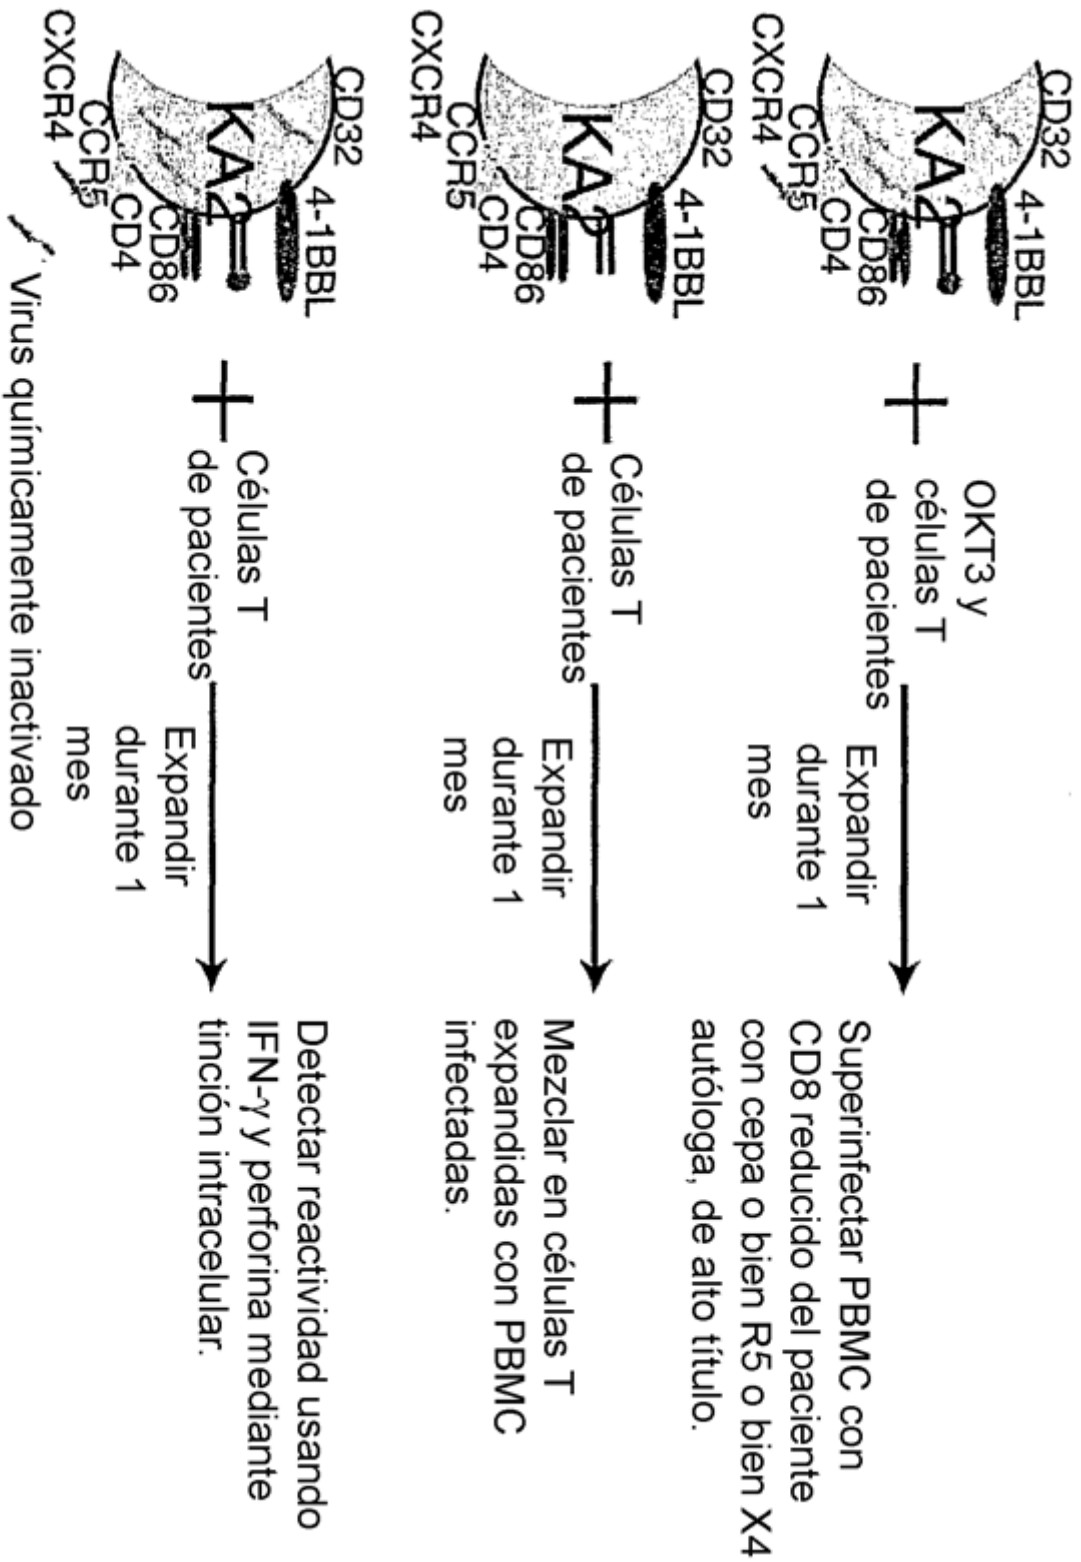 CD32
4-1BBL
KA2
CD86
CD4
CCR5
CXCR4
OKT3 y
células T
de pacientes
Expandir
durante 1
mes
Superinfectar PBMC con
CD8 reducido del paciente
con cepa o bien R5 o bien X4
autóloga, de alto título.
CD32
4-1BBL
KA2
CD86
CD4
CCR5
CXCR4
Células T
de pacientes
Expandir
durante 1
mes
Mezclar en células T
expandidas con PBMC
infectadas.
CD32
4-1BBL
KA2
CD86
CD4
CCR5
CXCR4
Células T
de pacientes
Expandir
durante 1
mes
Detectar reactividad usando
IFN-γ y perforina mediante
tinción intracelular.
Virus químicamente inactivado